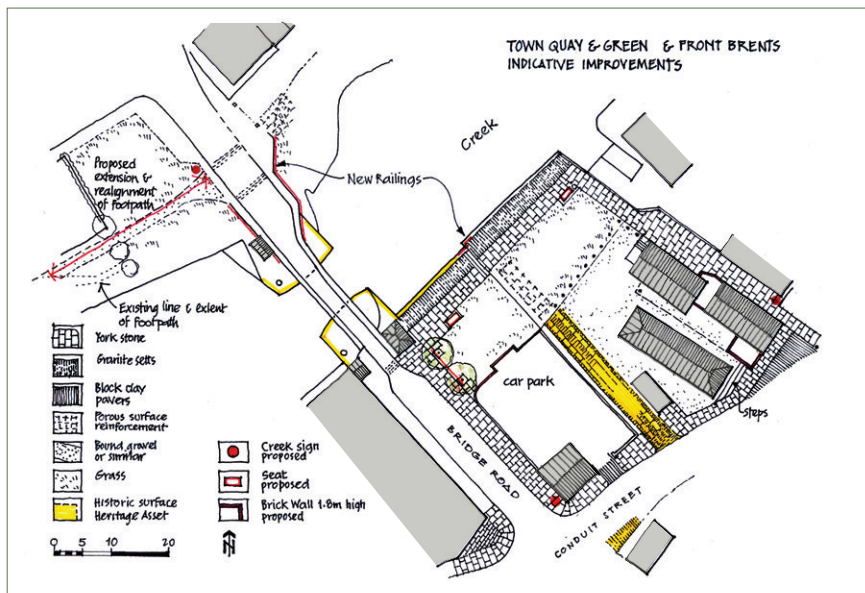 TOWN QUAY & GREEN & FRONT BRENTS
INDICATIVE IMPROVEMENTS
Creek
New Railings
Proposed
extension &
realignment
of Footpath
Existing line & extent
of Footpath
car park
steps
BRIDGE ROAD
CONDUIT STREET
York stone
Granite setts
Block clay
pavers
Porous surface
reinforcement
Bound gravel
or similar
Grass
Historic surface
Heritage Asset
Creek sign
proposed
Seat
proposed
Brick Wall 1.8m high
proposed
0 5 10 20
N